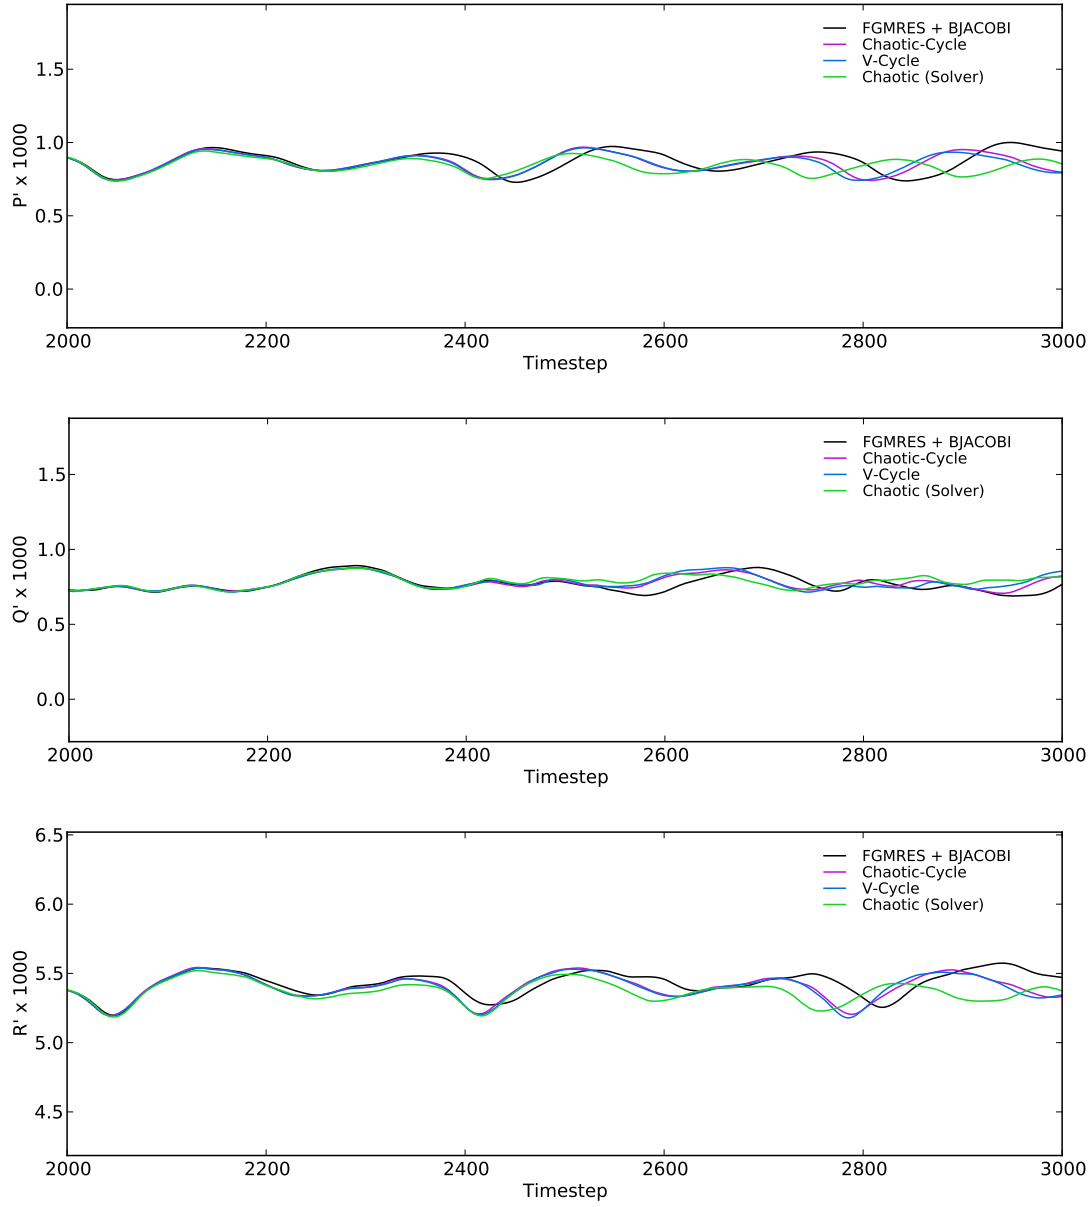 FGMRES + BJACOBI
Chaotic-Cycle
V-Cycle
Chaotic (Solver)
1.5
1.0
0.5
0.0
P' x 1000
2000 2200 2400 2600 2800 3000
Timestep
FGMRES + BJACOBI
Chaotic-Cycle
V-Cycle
Chaotic (Solver)
1.5
1.0
0.5
0.0
Q' x 1000
2000 2200 2400 2600 2800 3000
Timestep
6.5
FGMRES + BJACOBI
Chaotic-Cycle
V-Cycle
Chaotic (Solver)
6.0
5.5
5.0
4.5
R' x 1000
2000 2200 2400 2600 2800 3000
Timestep